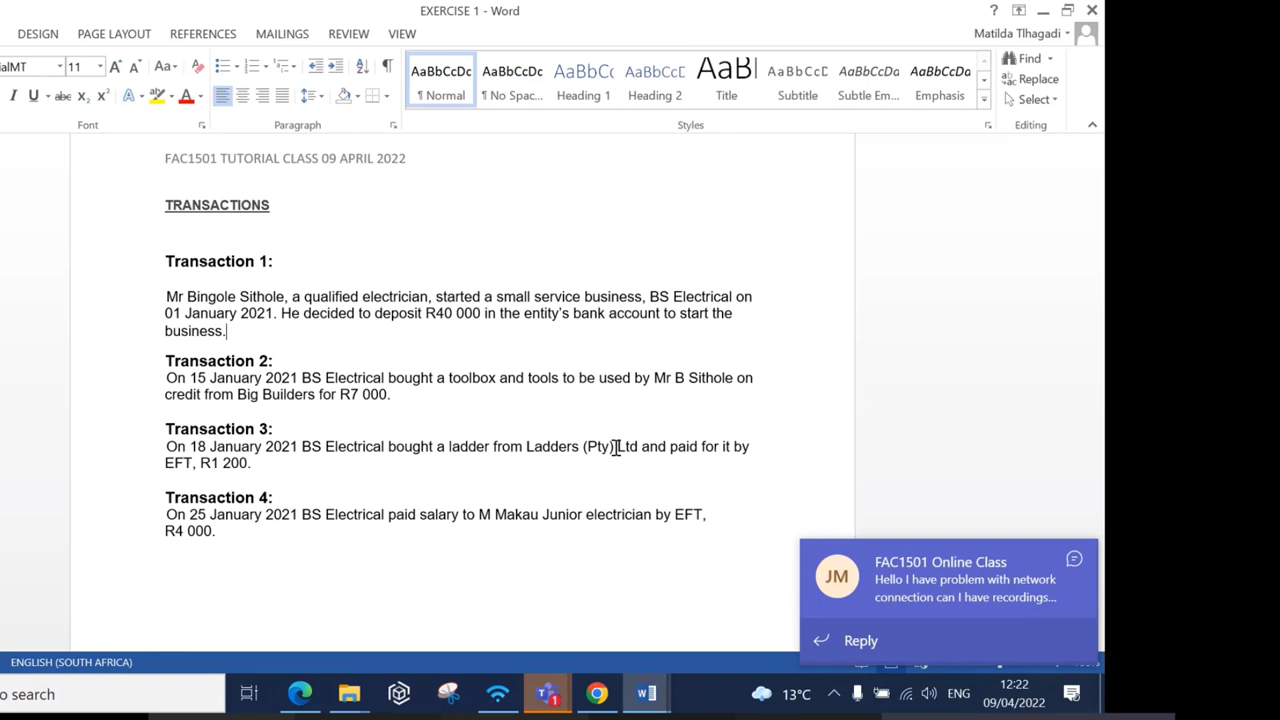 EXERCISE 1 - Word
?
DESIGN PAGE LAYOUT REFERENCES MAILINGS REVIEW VIEW
Matilda Tlhagadi
ialMT 11 A A Aa
Find
Replace
Select
AaBbCcDc AaBbCcDc AaBbCc AaBbCcC AaB AaBbCcD AaBbCcDa AaBbCcDa
¶ Normal ¶ No Spac... Heading 1 Heading 2 Title Subtitle Subtle Em... Emphasis
I U abc X₂ X² A A
Font Paragraph Styles Editing
FAC1501 TUTORIAL CLASS 09 APRIL 2022
TRANSACTIONS
Transaction 1:
Mr Bingole Sithole, a qualified electrician, started a small service business, BS Electrical on
01 January 2021. He decided to deposit R40 000 in the entity's bank account to start the
business.
Transaction 2:
On 15 January 2021 BS Electrical bought a toolbox and tools to be used by Mr B Sithole on
credit from Big Builders for R7 000.
Transaction 3:
On 18 January 2021 BS Electrical bought a ladder from Ladders (Pty) Ltd and paid for it by
EFT, R1 200.
Transaction 4:
On 25 January 2021 BS Electrical paid salary to M Makau Junior electrician by EFT,
R4 000.
JM
FAC1501 Online Class
Hello I have problem with network
connection can I have recordings...
Reply
ENGLISH (SOUTH AFRICA)
o search
1
13°C
ENG
12:22
09/04/2022